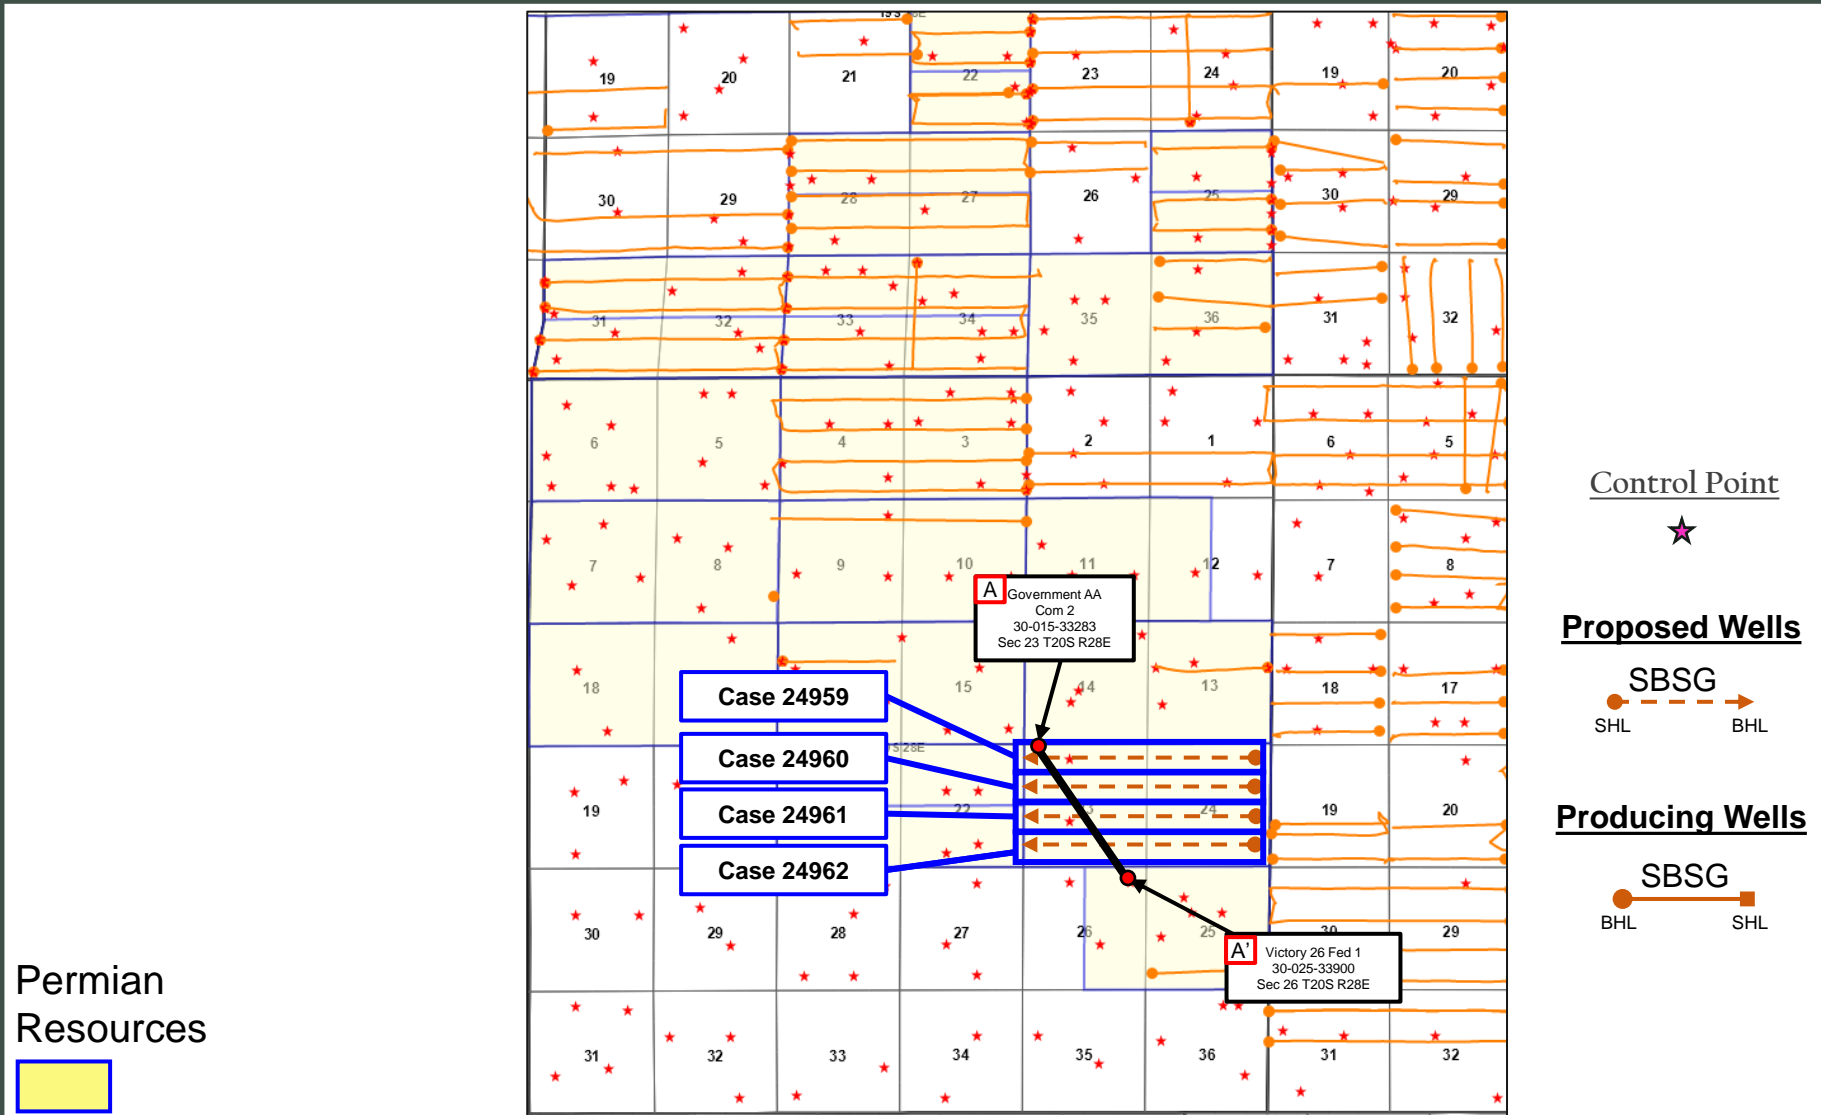 19 20 21 22 23 24 19 20
30 29 28 27 26 25 30 29
31 32 33 34 35 36 31 32
6 5 4 3 2 1 6 5
7 8 9 10 11 12 7 8
A
Government AA
Com 2
30-015-33283
Sec 23 T20S R28E
18 15 14 13 18 17
Case 24959
Case 24960
Case 24961
Case 24962
19 22 24 19 20
30 29 28 27 26 25 30 29
A'
Victory 26 Fed 1
30-025-33900
Sec 26 T20S R28E
31 32 33 34 35 36 31 32
Control Point
Proposed Wells
SBSG
SHL BHL
Producing Wells
SBSG
BHL SHL
Permian
Resources